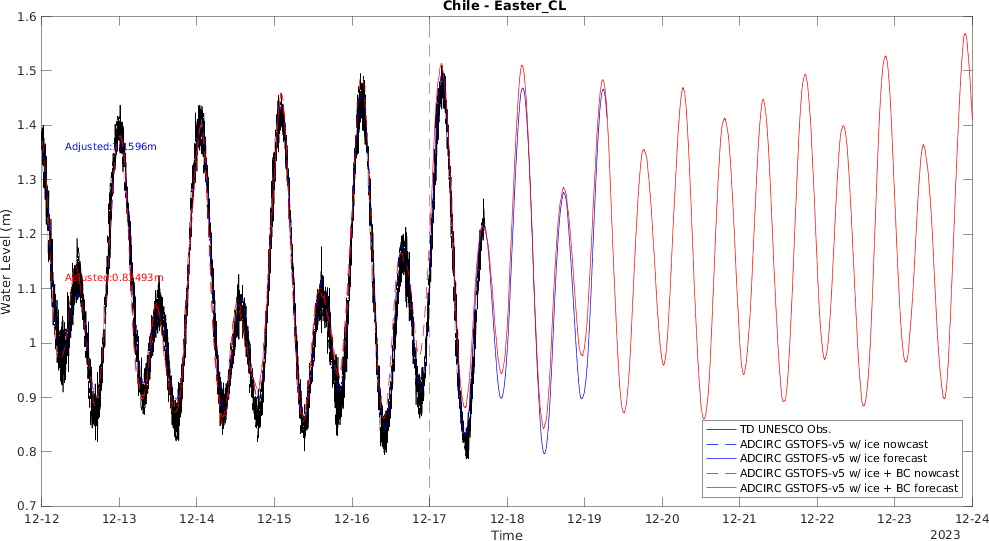 Chile - Easter_CL
Water Level (m)
1.6
1.5
1.4
1.3
1.2
1.1
1
0.9
0.8
0.7
Adjusted:
Adjusted:
TD UNESCO Obs.
ADCIRC GSTOFS-v5 w/ ice nowcast
ADCIRC GSTOFS-v5 w/ ice forecast
ADCIRC GSTOFS-v5 w/ ice + BC nowcast
ADCIRC GSTOFS-v5 w/ ice + BC forecast
12-12 12-13 12-14 12-15 12-16 12-17 12-18 12-19 12-20 12-21 12-22 12-23 12-24
Time
2023